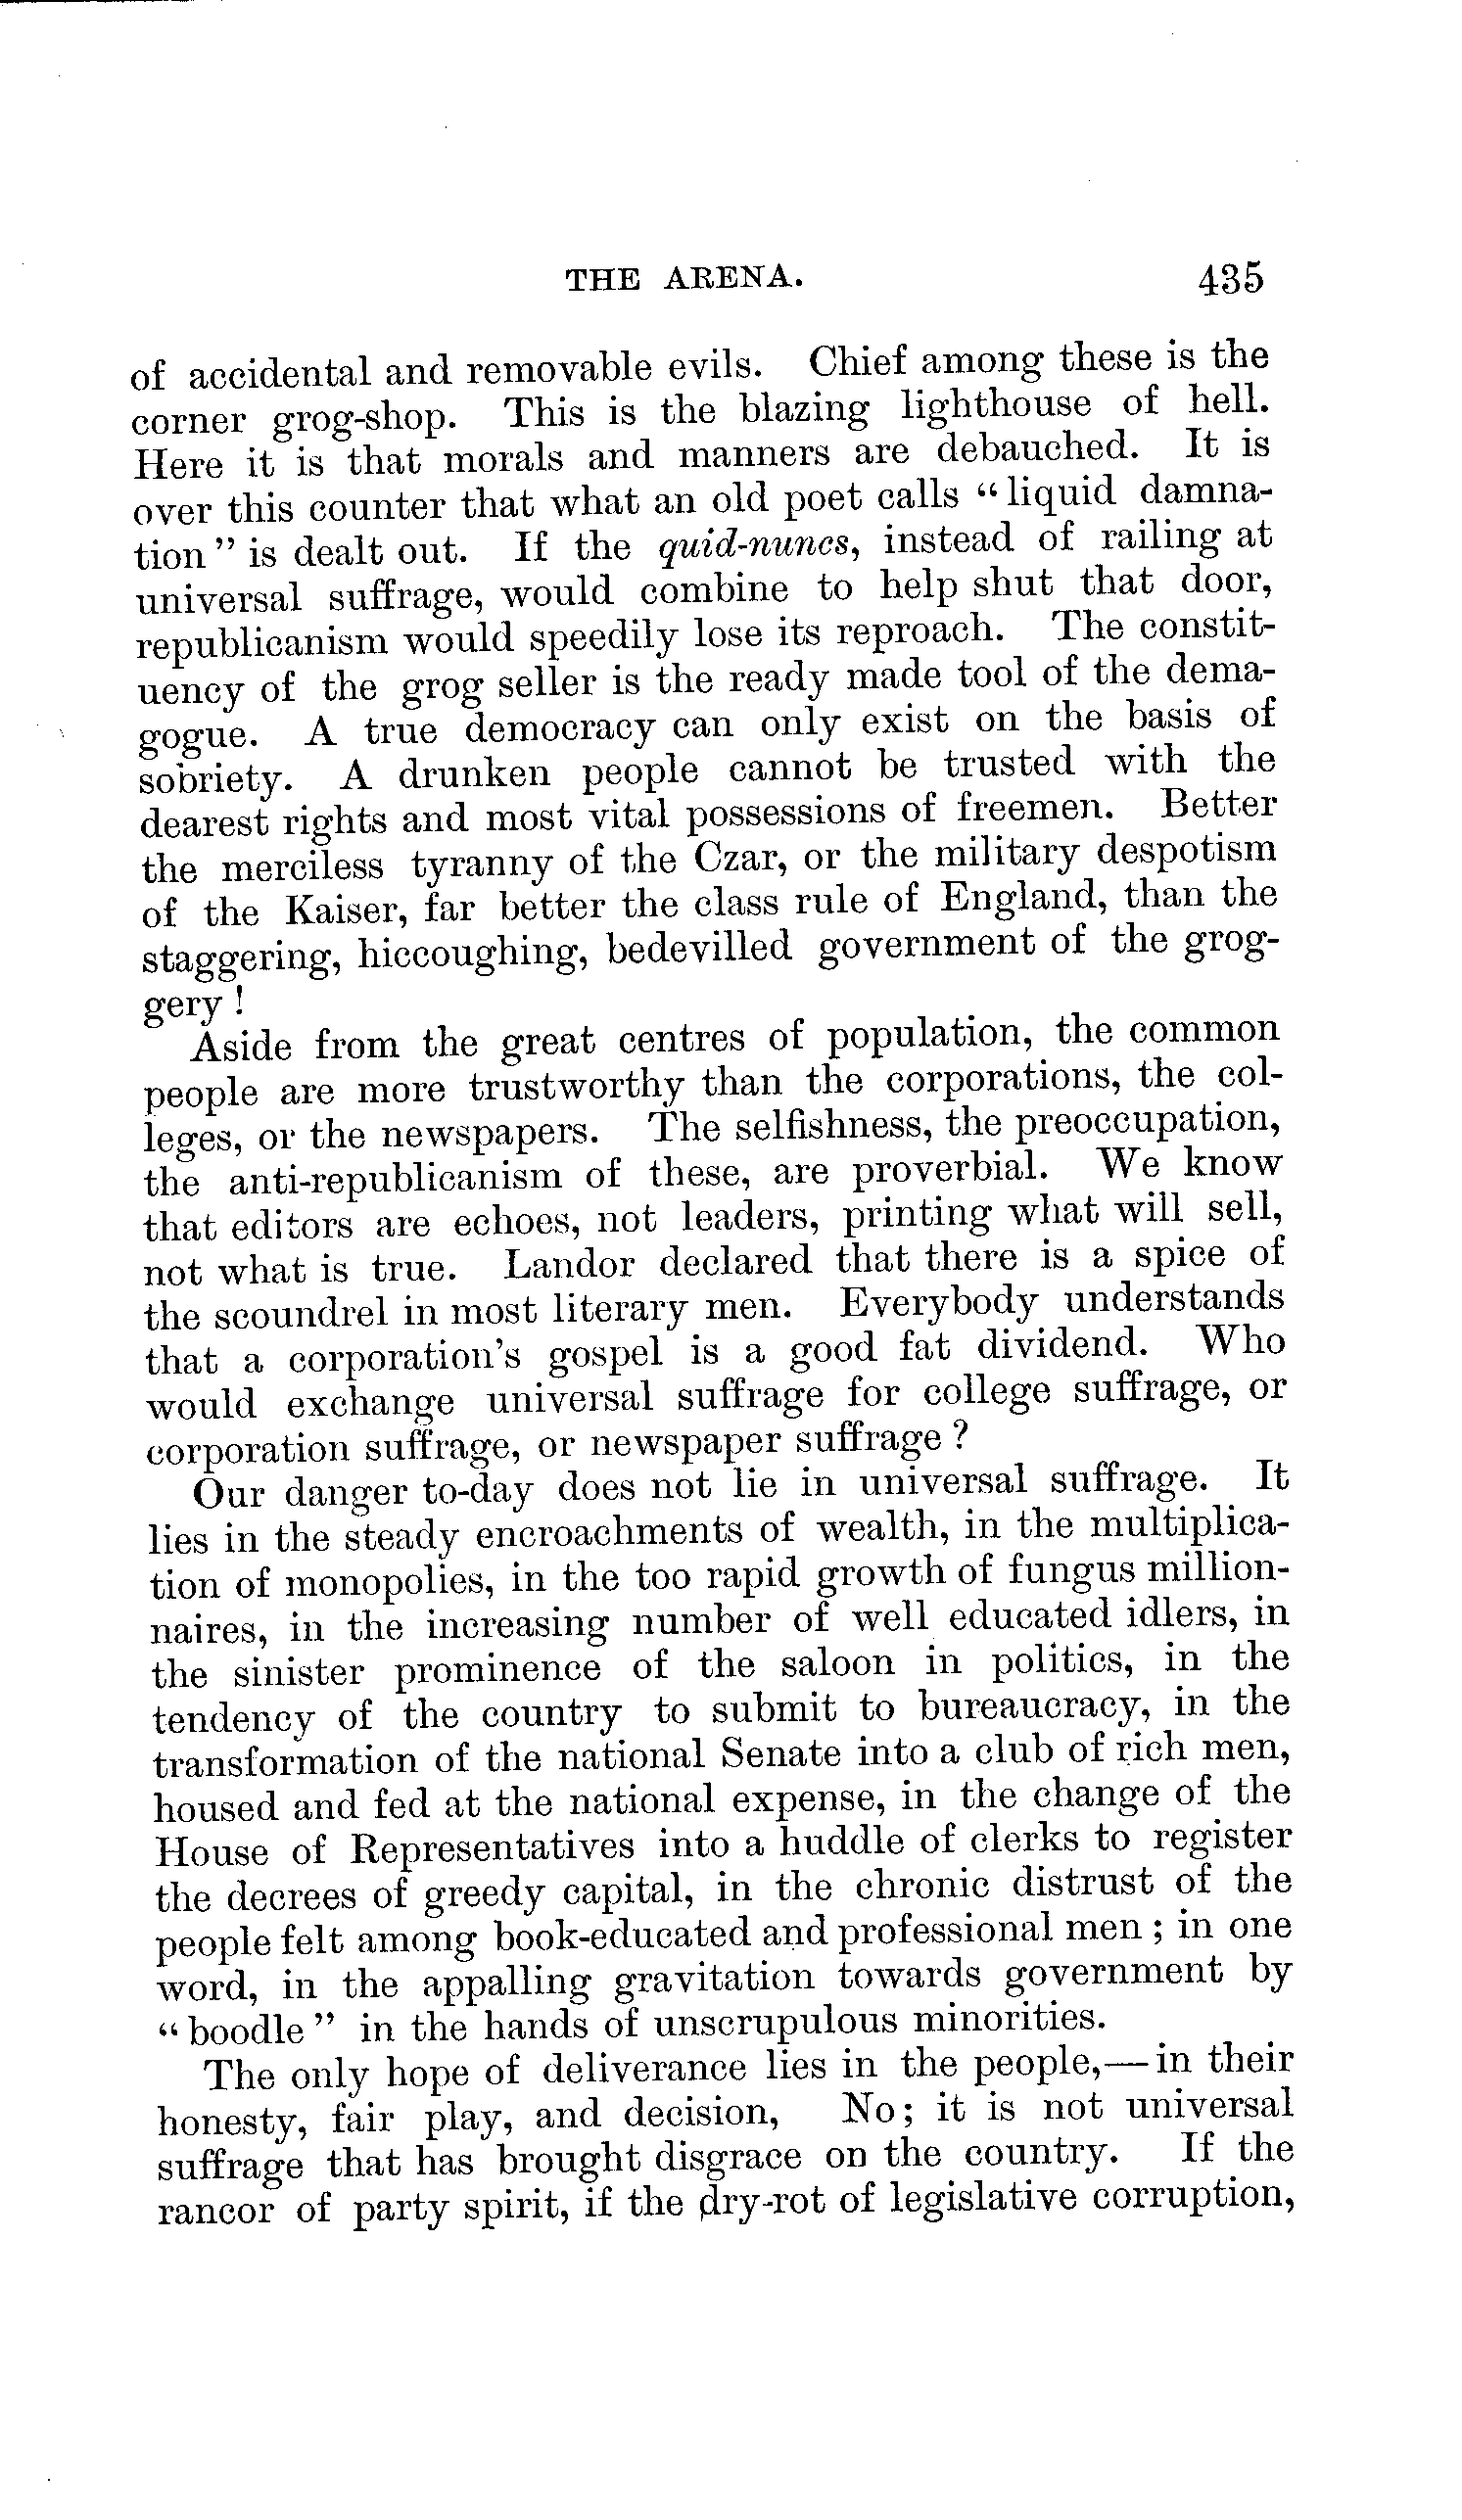 THE ARENA. 435
of accidental and removable evils. Chief among these is the
corner grog-shop. This is the blazing lighthouse of hell.
Here it is that morals and manners are debauched. It is
over this counter that what an old poet calls “liquid damna-
tion” is dealt out. If the quid-nuncs, instead of railing at
universal suffrage, would combine to help shut that door,
republicanism would speedily lose its reproach. The constit-
uency of the grog seller is the ready made tool of the dema-
gogue. A true democracy can only exist on the basis of
sobriety. A drunken people cannot be trusted with the
dearest rights and most vital possessions of freemen. Better
the merciless tyranny of the Czar, or the military despotism
of the Kaiser, far better the class rule of England, than the
staggering, hiccoughing, bedevilled government of the grog-
gery!
Aside from the great centres of population, the common
people are more trustworthy than the corporations, the col-
leges, or the newspapers. The selfishness, the preoccupation,
the anti-republicanism of these, are proverbial. We know
that editors are echoes, not leaders, printing what will sell,
not what is true. Landor declared that there is a spice of
the scoundrel in most literary men. Everybody understands
that a corporation's gospel is a good fat dividend. Who
would exchange universal suffrage for college suffrage, or
corporation suffrage, or newspaper suffrage?
Our danger to-day does not lie in universal suffrage. It
lies in the steady encroachments of wealth, in the multiplica-
tion of monopolies, in the too rapid growth of fungus million-
naires, in the increasing number of well educated idlers, in
the sinister prominence of the saloon in politics, in the
tendency of the country to submit to bureaucracy, in the
transformation of the national Senate into a club of rich men,
housed and fed at the national expense, in the change of the
House of Representatives into a huddle of clerks to register
the decrees of greedy capital, in the chronic distrust of the
people felt among book-educated and professional men; in one
word, in the appalling gravitation towards government by
“boodle” in the hands of unscrupulous minorities.
The only hope of deliverance lies in the people,—in their
honesty, fair play, and decision, No; it is not universal
suffrage that has brought disgrace on the country. If the
rancor of party spirit, if the dry-rot of legislative corruption,